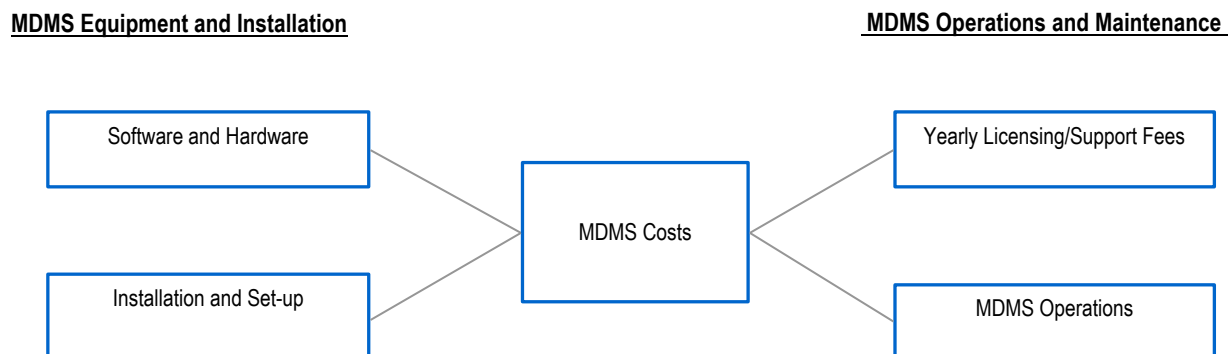 MDMS Equipment and Installation
MDMS Operations and Maintenance
Software and Hardware
Yearly Licensing/Support Fees
MDMS Costs
Installation and Set-up
MDMS Operations